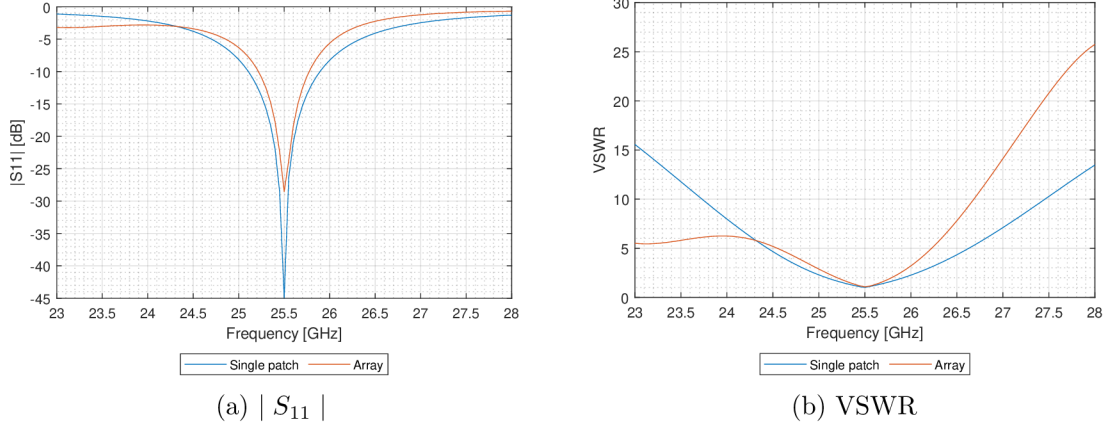 0
-5
-10
-15
-20
-25
-30
-35
-40
-45
|S11| [dB]
23 23.5 24 24.5 25 25.5 26 26.5 27 27.5 28
Frequency [GHz]
Single patch Array
(a) | S11 |
30
25
20
15
10
5
0
VSWR
23 23.5 24 24.5 25 25.5 26 26.5 27 27.5 28
Frequency [GHz]
Single patch Array
(b) VSWR